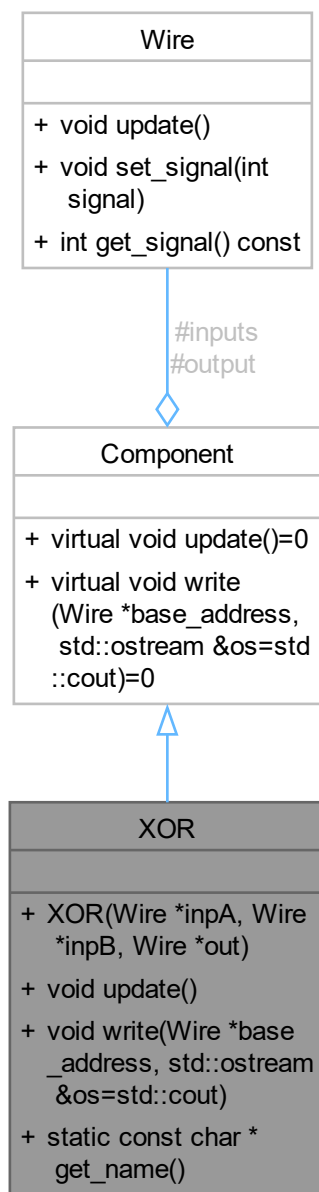 Wire
+ void update()
+ void set_signal(int
signal)
+ int get_signal() const
#inputs
#output
Component
+ virtual void update()=0
+ virtual void write
(Wire *base_address,
std::ostream &os=std
::cout)=0
XOR
+ XOR(Wire *inpA, Wire
*inpB, Wire *out)
+ void update()
+ void write(Wire *base
_address, std::ostream
&os=std::cout)
+ static const char *
get_name()